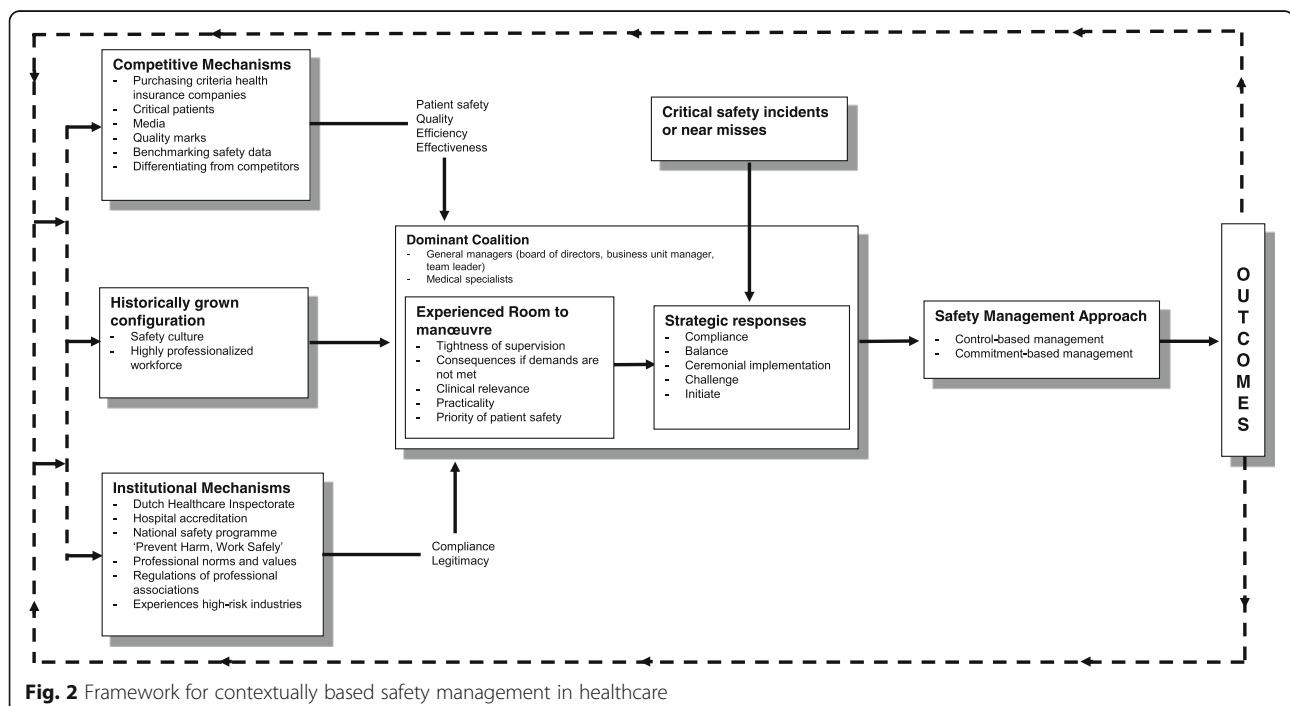 Competitive Mechanisms
- Purchasing criteria health
insurance companies
- Critical patients
- Media
- Quality marks
- Benchmarking safety data
- Differentiating from competitors
Patient safety
Quality
Efficiency
Effectiveness
Critical safety incidents
or near misses
Historically grown
configuration
- Safety culture
- Highly professionalized
workforce
Dominant Coalition
- General managers (board of directors, business unit manager,
team leader)
- Medical specialists
Experienced Room to
manœuvre
- Tightness of supervision
- Consequences if demands are
not met
- Clinical relevance
- Practicality
- Priority of patient safety
Strategic responses
- Compliance
- Balance
- Ceremonial implementation
- Challenge
- Initiate
Safety Management Approach
- Control-based management
- Commitment-based management
OUTCOMES
Institutional Mechanisms
- Dutch Healthcare Inspectorate
- Hospital accreditation
- National safety programme
'Prevent Harm, Work Safely'
- Professional norms and values
- Regulations of professional
associations
- Experiences high-risk industries
Compliance
Legitimacy
Fig. 2 Framework for contextually based safety management in healthcare